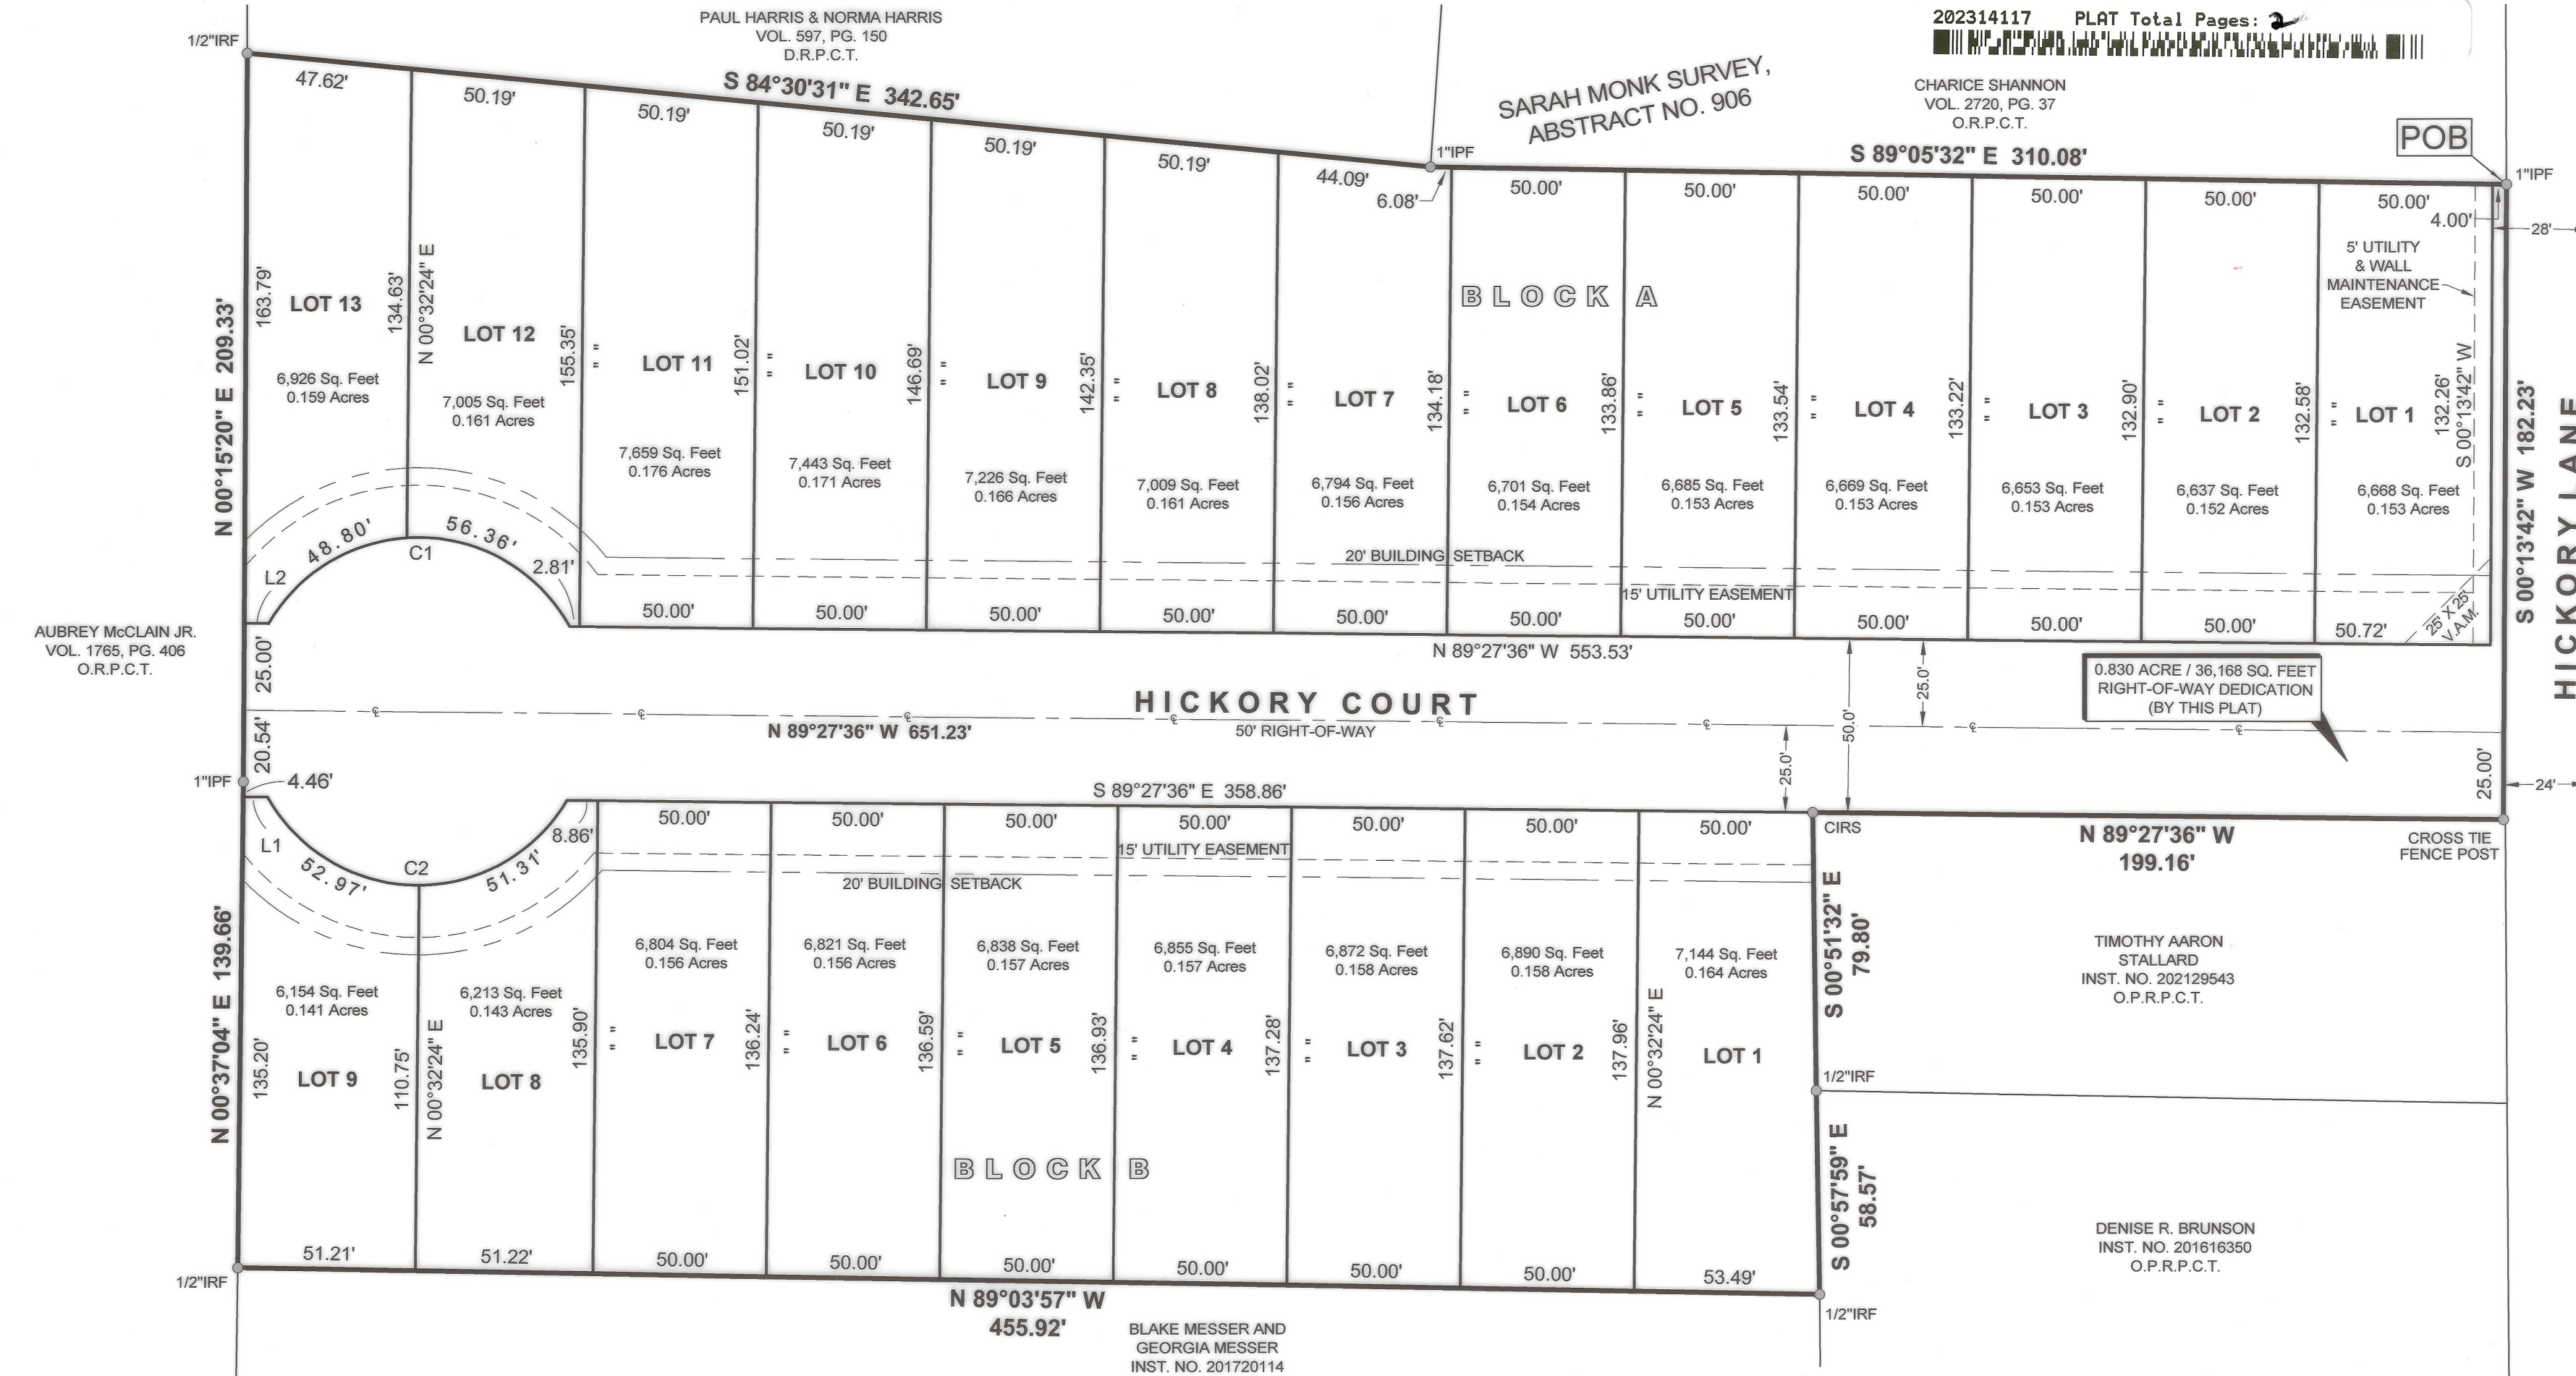 202314117 PLAT Total Pages: 2
PAUL HARRIS & NORMA HARRIS
VOL. 597, PG. 150
D.R.P.C.T.
1/2"IRF
S 84°30'31" E 342.65'
SARAH MONK SURVEY,
ABSTRACT NO. 906
CHARICE SHANNON
VOL. 2720, PG. 37
O.R.P.C.T.
POB
1"IPF
S 89°05'32" E 310.08'
1"IPF
47.62'
50.19'
50.19'
50.19'
50.19'
50.19'
44.09'
6.08'
50.00'
50.00'
50.00'
50.00'
50.00'
50.00'
4.00'
28'
5' UTILITY
& WALL
MAINTENANCE
EASEMENT
BLOCK A
N 00°15'20" E 209.33'
163.79'
LOT 13
6,926 Sq. Feet
0.159 Acres
134.63'
N 00°32'24" E
LOT 12
7,005 Sq. Feet
0.161 Acres
155.35'
"
"
LOT 11
7,659 Sq. Feet
0.176 Acres
151.02'
"
"
LOT 10
7,443 Sq. Feet
0.171 Acres
146.69'
"
"
LOT 9
7,226 Sq. Feet
0.166 Acres
142.35'
"
"
LOT 8
7,009 Sq. Feet
0.161 Acres
138.02'
"
"
LOT 7
6,794 Sq. Feet
0.156 Acres
134.18'
"
"
LOT 6
6,701 Sq. Feet
0.154 Acres
133.86'
"
"
LOT 5
6,685 Sq. Feet
0.153 Acres
133.54'
"
"
LOT 4
6,669 Sq. Feet
0.153 Acres
133.22'
"
"
LOT 3
6,653 Sq. Feet
0.153 Acres
132.90'
"
"
LOT 2
6,637 Sq. Feet
0.152 Acres
132.58'
"
"
LOT 1
6,668 Sq. Feet
0.153 Acres
132.26'
S 00°13'42" W
S 00°13'42" W 182.23'
HICKORY LANE
48.80'
C1
56.36'
L2
2.81'
20' BUILDING SETBACK
15' UTILITY EASEMENT
25' X 25'
V.A.M.
50.00'
50.00'
50.00'
50.00'
50.00'
50.00'
50.00'
50.00'
50.00'
50.00'
50.72'
N 89°27'36" W 553.53'
AUBREY McCLAIN JR.
VOL. 1765, PG. 406
O.R.P.C.T.
25.00'
20.54'
1"IPF
4.46'
HICKORY COURT
N 89°27'36" W 651.23'
50' RIGHT-OF-WAY
25.0'
50.0'
25.0'
0.830 ACRE / 36,168 SQ. FEET
RIGHT-OF-WAY DEDICATION
(BY THIS PLAT)
25.00'
24'
S 89°27'36" E 358.86'
CIRS
N 89°27'36" W
199.16'
CROSS TIE
FENCE POST
L1
52.97'
C2
51.31'
8.86'
50.00'
50.00'
50.00'
50.00'
50.00'
50.00'
50.00'
15' UTILITY EASEMENT
20' BUILDING SETBACK
N 00°37'04" E 139.66'
135.20'
6,154 Sq. Feet
0.141 Acres
LOT 9
110.75'
N 00°32'24" E
6,213 Sq. Feet
0.143 Acres
LOT 8
135.90'
"
"
6,804 Sq. Feet
0.156 Acres
LOT 7
136.24'
"
"
6,821 Sq. Feet
0.156 Acres
LOT 6
136.59'
"
"
6,838 Sq. Feet
0.157 Acres
LOT 5
136.93'
"
"
6,855 Sq. Feet
0.157 Acres
LOT 4
137.28'
"
"
6,872 Sq. Feet
0.158 Acres
LOT 3
137.62'
"
"
6,890 Sq. Feet
0.158 Acres
LOT 2
137.96'
N 00°32'24" E
7,144 Sq. Feet
0.164 Acres
LOT 1
S 00°51'32" E
79.80'
TIMOTHY AARON
STALLARD
INST. NO. 202129543
O.P.R.P.C.T.
1/2"IRF
BLOCK B
S 00°57'59" E
58.57'
DENISE R. BRUNSON
INST. NO. 201616350
O.P.R.P.C.T.
51.21'
51.22'
50.00'
50.00'
50.00'
50.00'
50.00'
50.00'
53.49'
1/2"IRF
N 89°03'57" W
455.92'
1/2"IRF
BLAKE MESSER AND
GEORGIA MESSER
INST. NO. 201720114